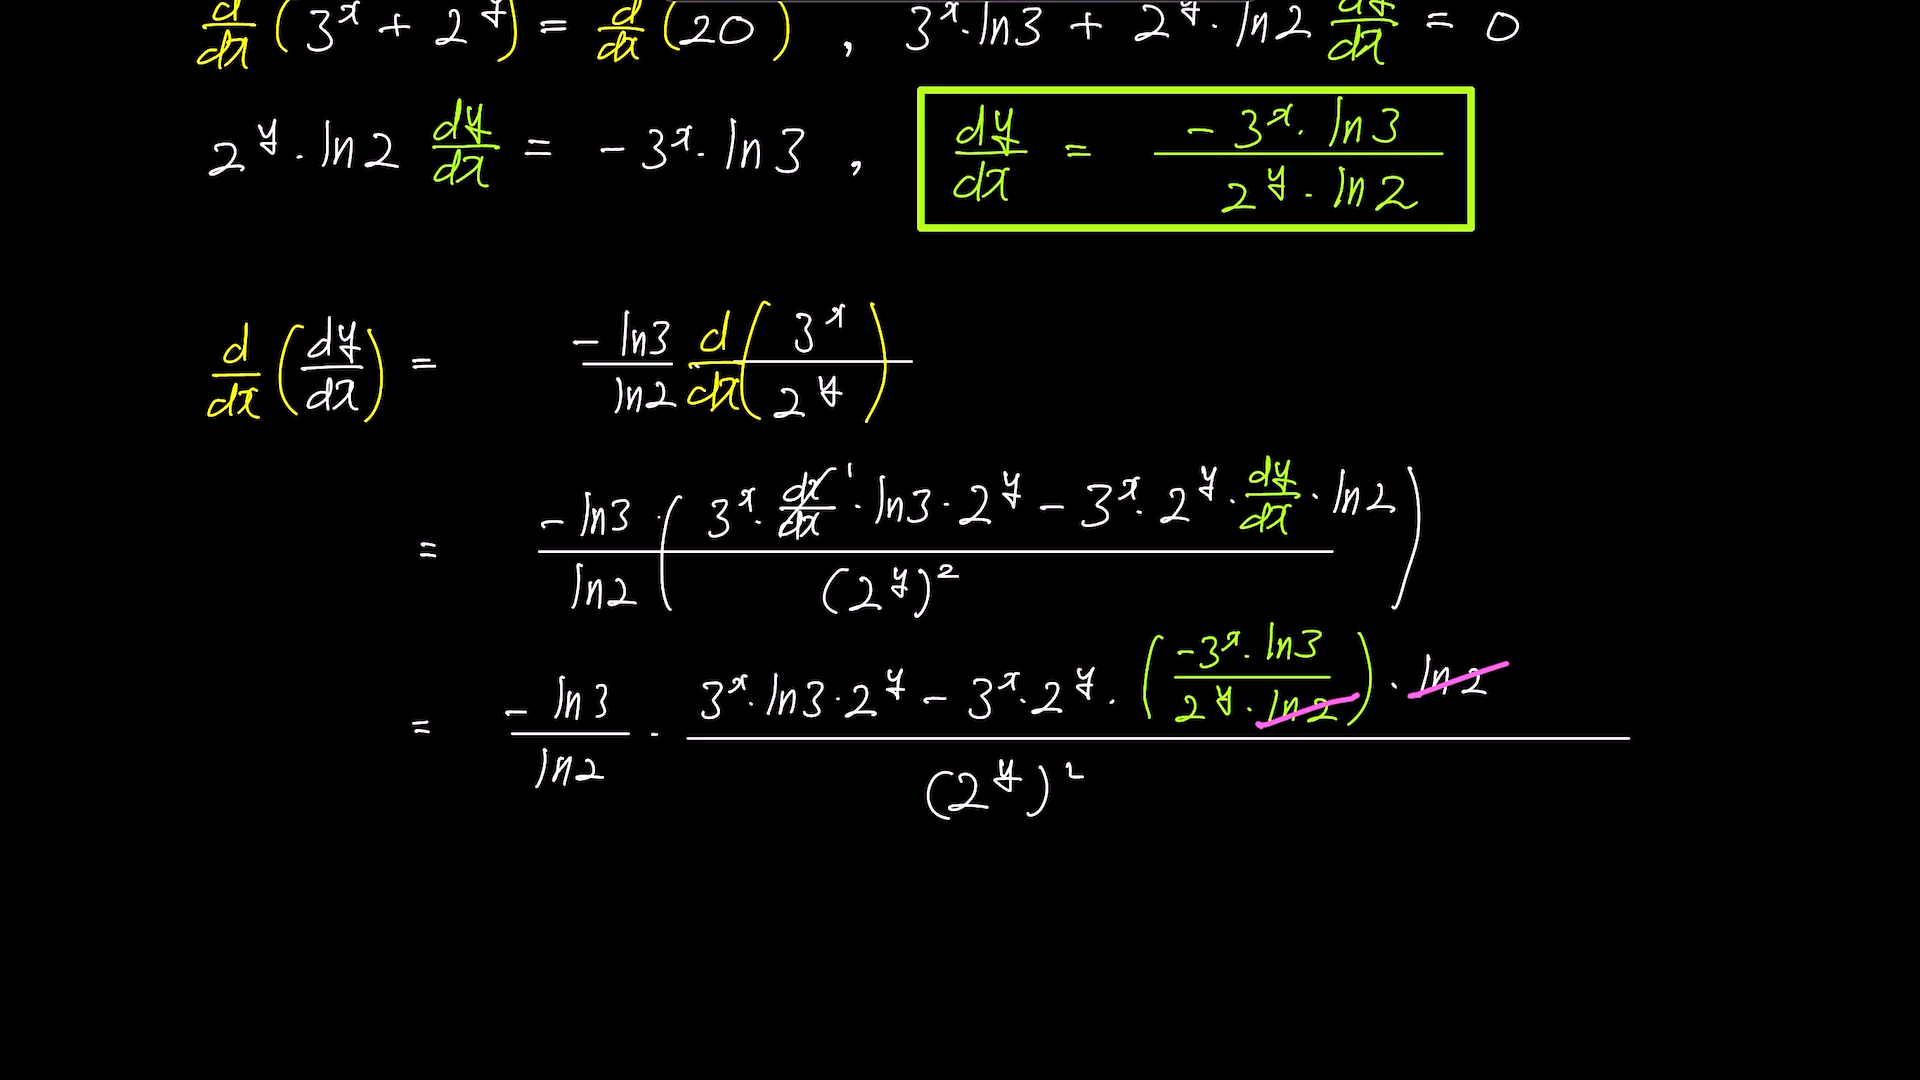 d/dx (3^x + 2^y) = d/dx (20) , 3^x · ln3 + 2^y · ln2 dy/dx = 0
2^y · ln2 dy/dx = -3^x · ln3 , dy/dx = (-3^x · ln3)/(2^y · ln2)
d/dx (dy/dx) = -ln3/ln2 d/dx (3^x/2^y)
= -ln3/ln2 · ((3^x · dx/dx 1 · ln3 · 2^y - 3^x · 2^y · dy/dx · ln2)/(2^y)^2)
= -ln3/ln2 · (3^x · ln3 · 2^y - 3^x · 2^y · ((-3^x · ln3)/(2^y · ln2)) · ln2)/(2^y)^2